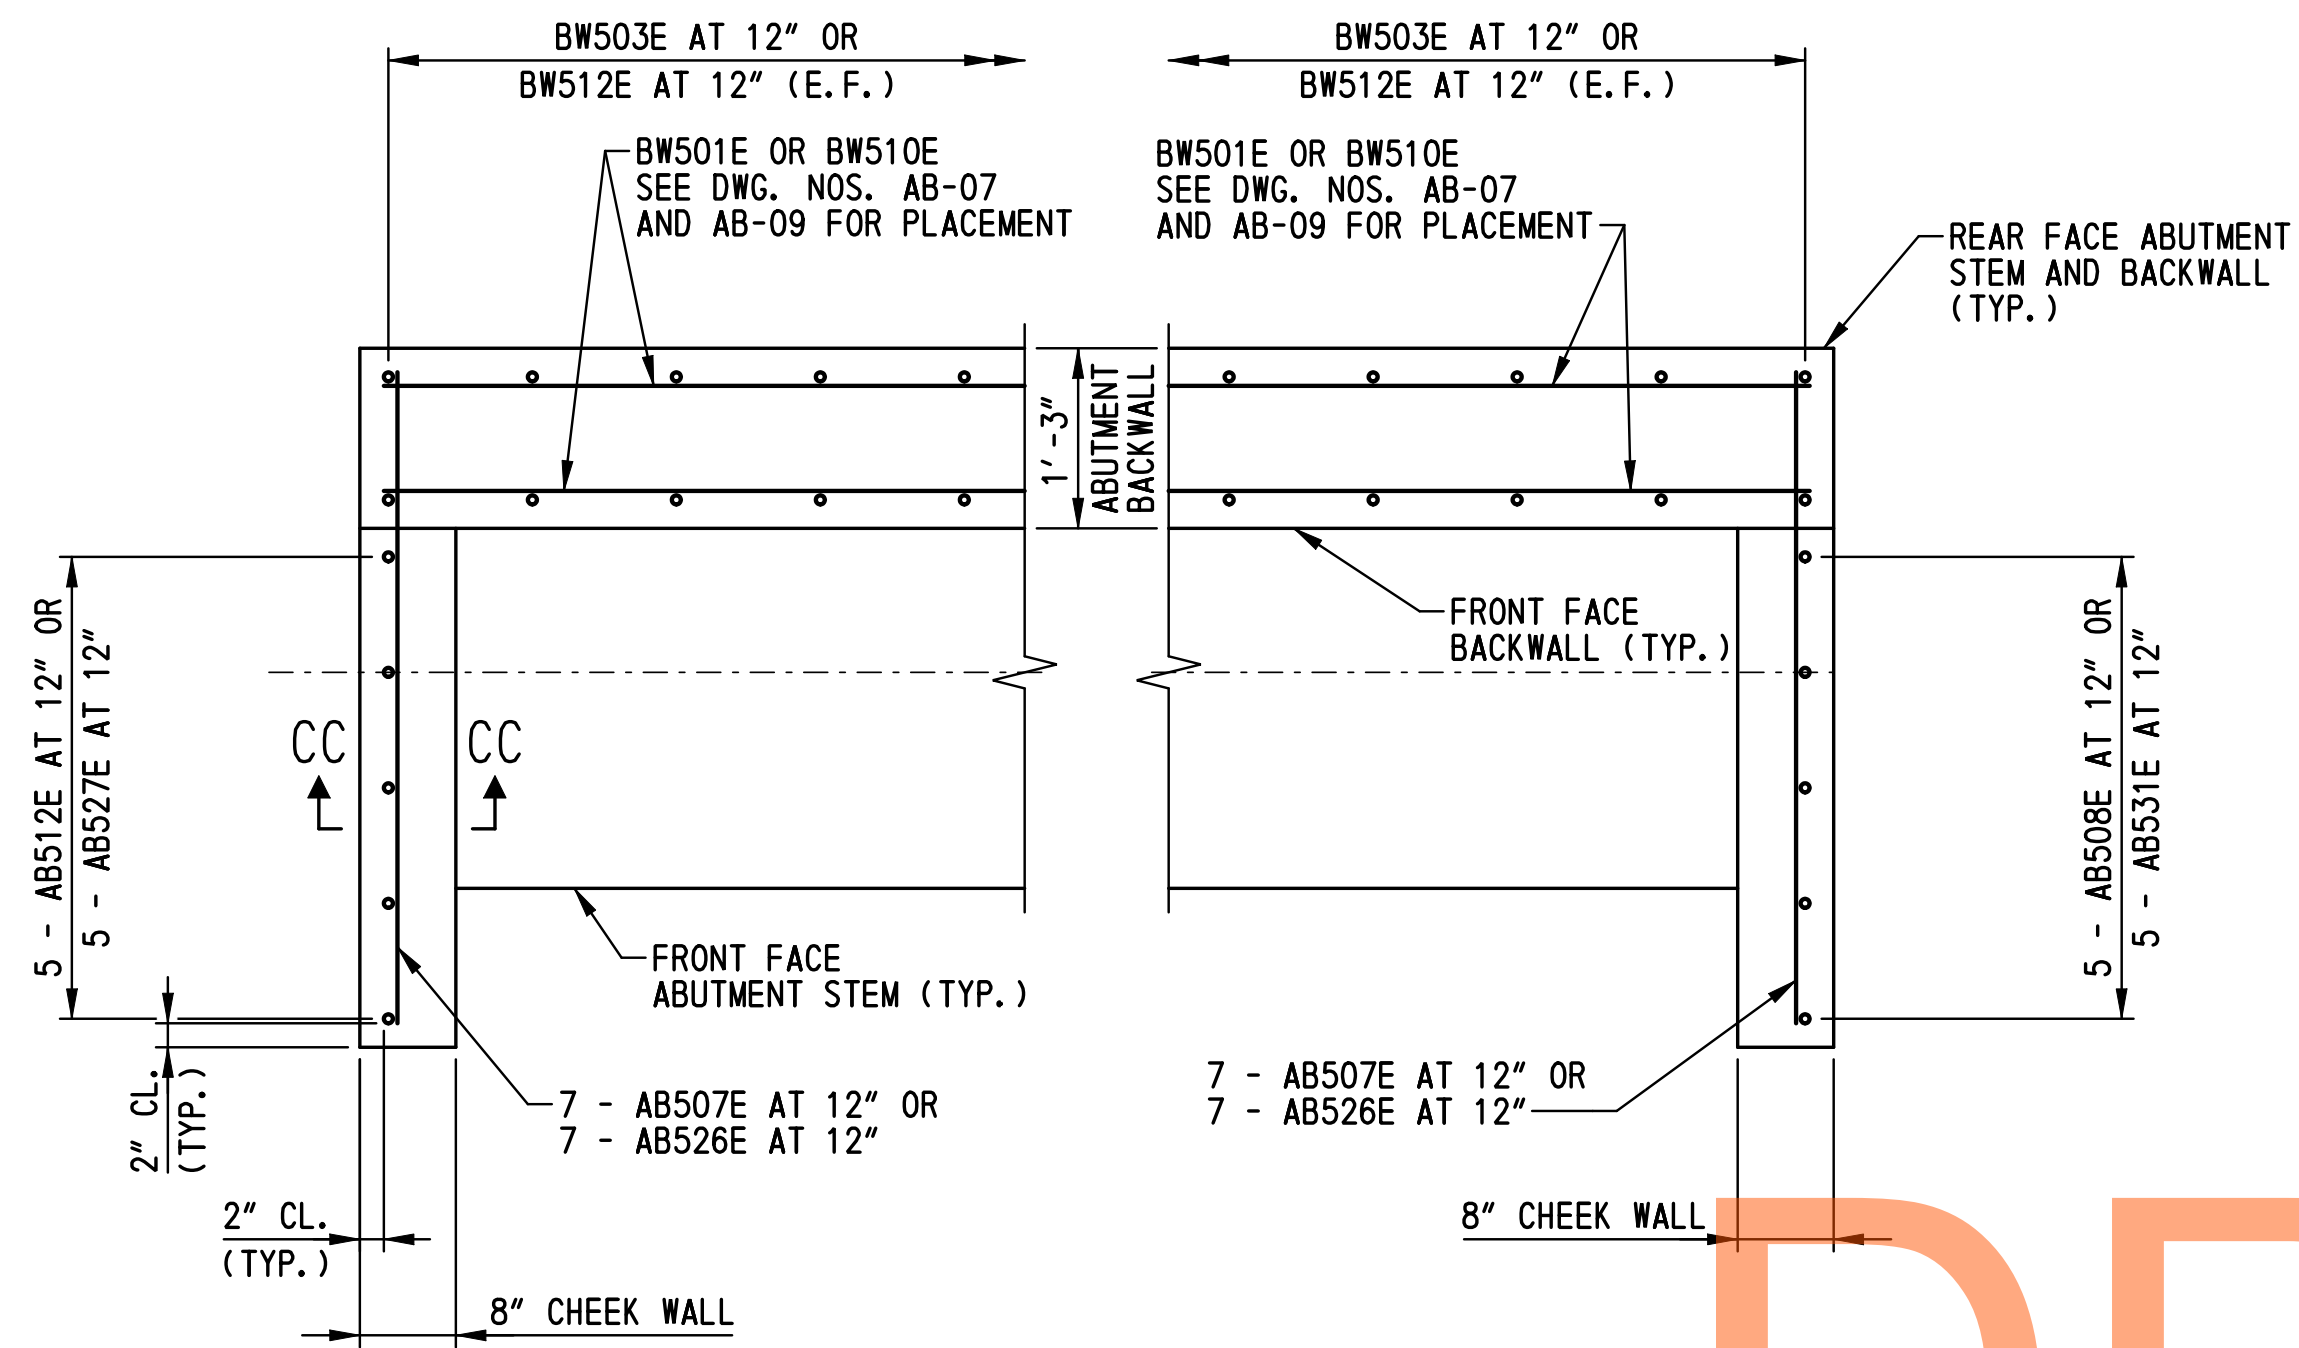 BW503E AT 12" OR
BW512E AT 12" (E.F.)
BW503E AT 12" OR
BW512E AT 12" (E.F.)
BW501E OR BW510E
SEE DWG. NOS. AB-07
AND AB-09 FOR PLACEMENT
BW501E OR BW510E
SEE DWG. NOS. AB-07
AND AB-09 FOR PLACEMENT
REAR FACE ABUTMENT
STEM AND BACKWALL
(TYP.)
1'-3"
ABUTMENT
BACKWALL
5 - AB512E AT 12" OR
5 - AB527E AT 12"
CC
CC
FRONT FACE
BACKWALL (TYP.)
5 - AB508E AT 12" OR
5 - AB531E AT 12"
FRONT FACE
ABUTMENT STEM (TYP.)
2" CL.
(TYP.)
7 - AB507E AT 12" OR
7 - AB526E AT 12"
7 - AB507E AT 12" OR
7 - AB526E AT 12"
2" CL.
(TYP.)
8" CHEEK WALL
8" CHEEK WALL